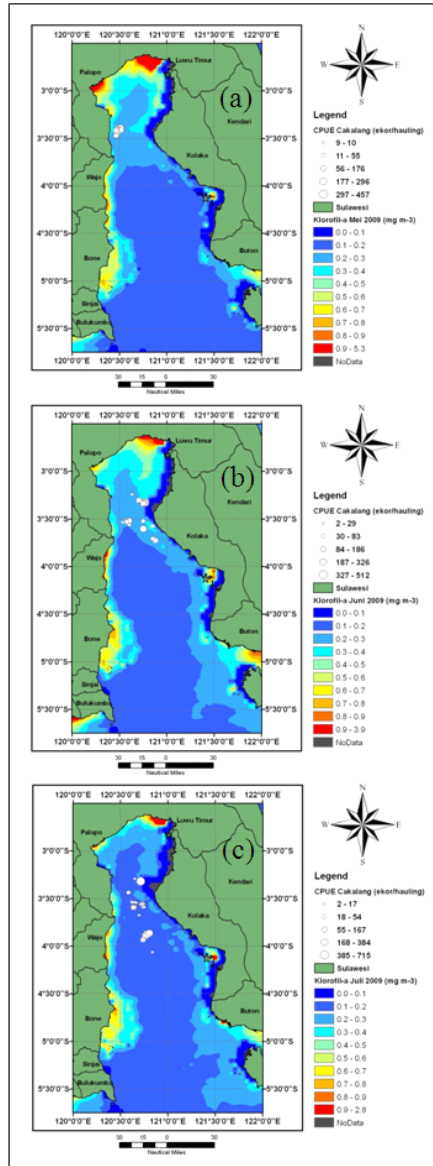 120°0'0"E 120°30'0"E 121°0'0"E 121°30'0"E 122°0'0"E
Palopo
Luwu Timur
(a)
3°0'0"S
3°0'0"S
3°30'0"S
3°30'0"S
Kendari
Kolaka
Wajo
4°0'0"S
4°0'0"S
4°30'0"S
4°30'0"S
Bone
Buton
5°0'0"S
5°0'0"S
Sinjai
Bulukumba
5°30'0"S
5°30'0"S
120°0'0"E 120°30'0"E 121°0'0"E 121°30'0"E 122°0'0"E
30 15 0 30
Nautical Miles
N
W E
S
Legend
CPUE Cakalang (ekor/hauling)
9 - 10
11 - 55
56 - 176
177 - 296
297 - 457
Sulawesi
Klorofil-a Mei 2009 (mg m-3)
0.0 - 0.1
0.1 - 0.2
0.2 - 0.3
0.3 - 0.4
0.4 - 0.5
0.5 - 0.6
0.6 - 0.7
0.7 - 0.8
0.8 - 0.9
0.9 - 5.3
NoData
120°0'0"E 120°30'0"E 121°0'0"E 121°30'0"E 122°0'0"E
Palopo
Luwu Timur
(b)
3°0'0"S
3°0'0"S
3°30'0"S
3°30'0"S
Kendari
Kolaka
Wajo
4°0'0"S
4°0'0"S
4°30'0"S
4°30'0"S
Bone
Buton
5°0'0"S
5°0'0"S
Sinjai
Bulukumba
5°30'0"S
5°30'0"S
120°0'0"E 120°30'0"E 121°0'0"E 121°30'0"E 122°0'0"E
30 15 0 30
Nautical Miles
N
W E
S
Legend
CPUE Cakalang (ekor/hauling)
2 - 29
30 - 83
84 - 186
187 - 326
327 - 512
Sulawesi
Klorofil-a Juni 2009 (mg m-3)
0.0 - 0.1
0.1 - 0.2
0.2 - 0.3
0.3 - 0.4
0.4 - 0.5
0.5 - 0.6
0.6 - 0.7
0.7 - 0.8
0.8 - 0.9
0.9 - 3.9
NoData
120°0'0"E 120°30'0"E 121°0'0"E 121°30'0"E 122°0'0"E
Palopo
Luwu Timur
(c)
3°0'0"S
3°0'0"S
3°30'0"S
3°30'0"S
Kendari
Kolaka
Wajo
4°0'0"S
4°0'0"S
4°30'0"S
4°30'0"S
Bone
Buton
5°0'0"S
5°0'0"S
Sinjai
Bulukumba
5°30'0"S
5°30'0"S
120°0'0"E 120°30'0"E 121°0'0"E 121°30'0"E 122°0'0"E
30 15 0 30
Nautical Miles
N
W E
S
Legend
CPUE Cakalang (ekor/hauling)
2 - 17
18 - 54
55 - 167
168 - 384
385 - 715
Sulawesi
Klorofil-a Juli 2009 (mg m-3)
0.0 - 0.1
0.1 - 0.2
0.2 - 0.3
0.3 - 0.4
0.4 - 0.5
0.5 - 0.6
0.6 - 0.7
0.7 - 0.8
0.8 - 0.9
0.9 - 2.8
NoData